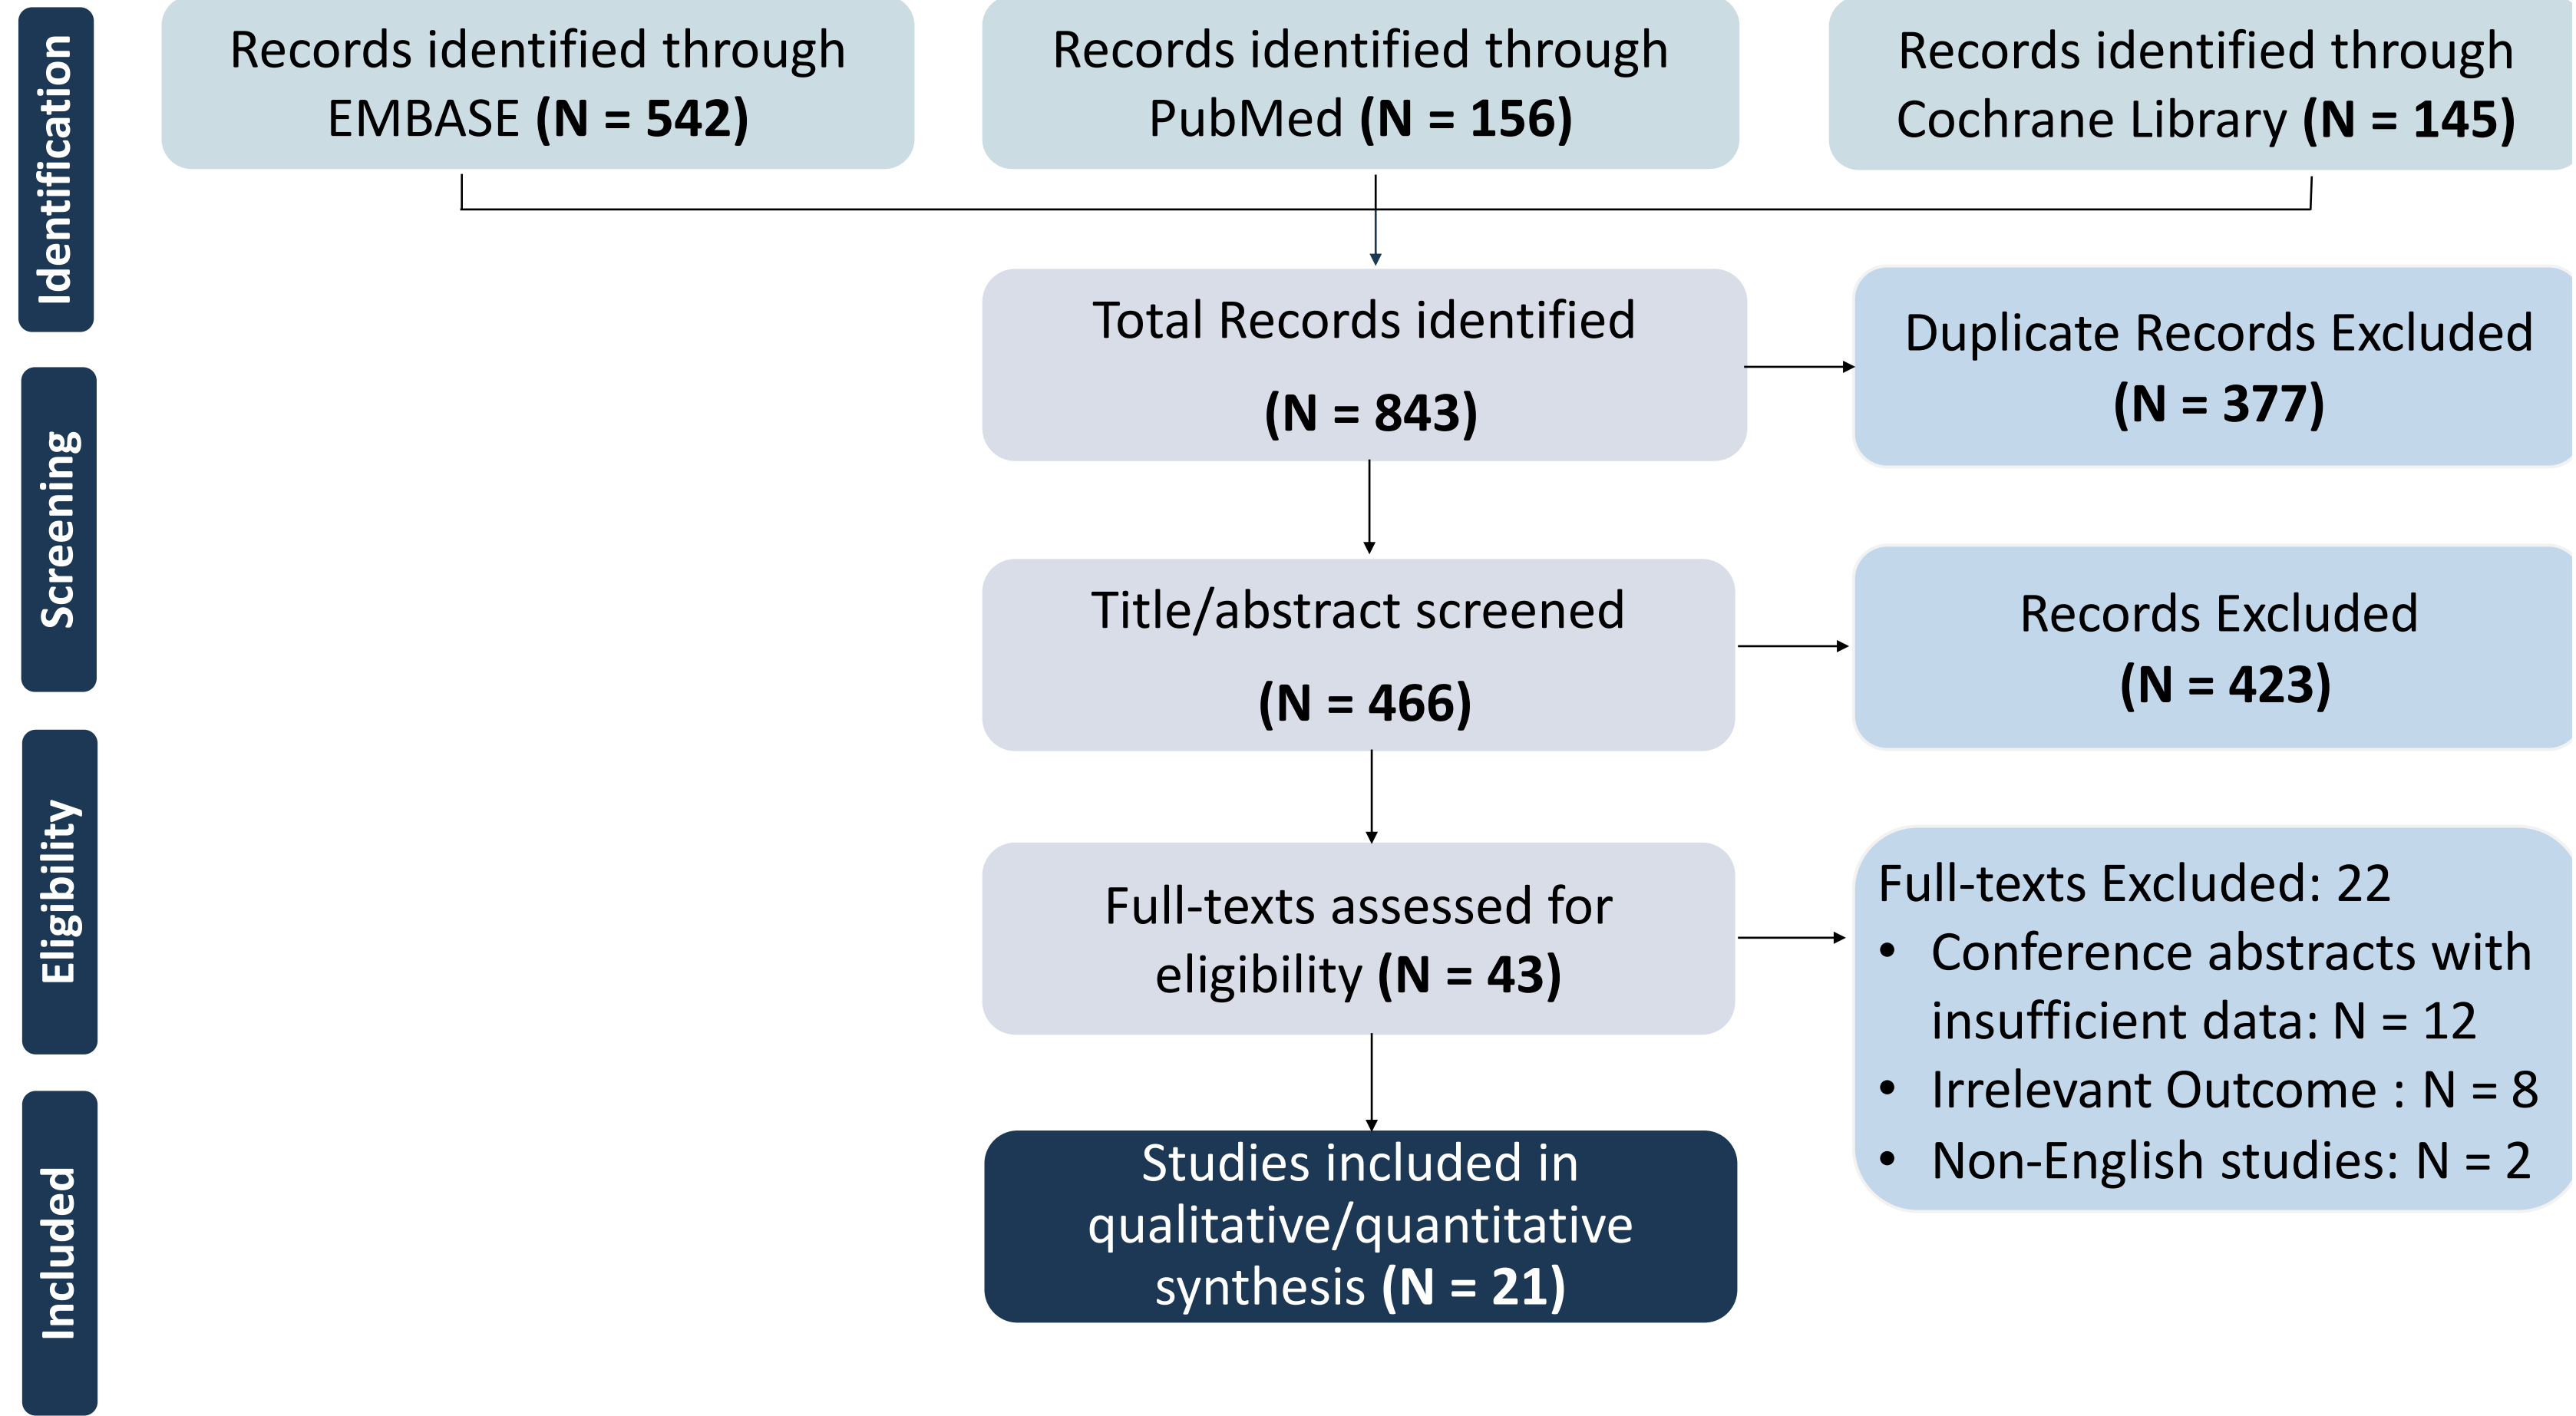 Identification
Records identified through
EMBASE (N = 542)
Records identified through
PubMed (N = 156)
Records identified through
Cochrane Library (N = 145)
Total Records identified
(N = 843)
Duplicate Records Excluded
(N = 377)
Screening
Title/abstract screened
(N = 466)
Records Excluded
(N = 423)
Eligibility
Full-texts assessed for
eligibility (N = 43)
Full-texts Excluded: 22
• Conference abstracts with
insufficient data: N = 12
• Irrelevant Outcome : N = 8
• Non-English studies: N = 2
Included
Studies included in
qualitative/quantitative
synthesis (N = 21)